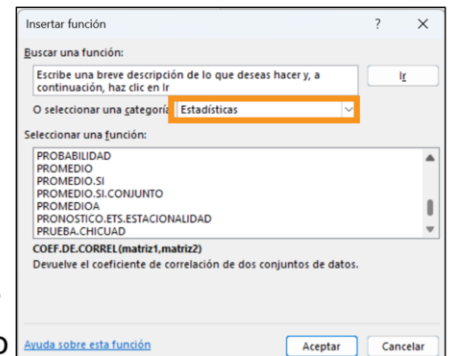 Insertar función ? ×
Buscar una función:
Escribe una breve descripción de lo que deseas hacer y, a
continuación, haz clic en Ir
Ir
O seleccionar una categoría Estadísticas
Seleccionar una función:
PROBABILIDAD
PROMEDIO
PROMEDIO.SI
PROMEDIO.SI.CONJUNTO
PROMEDIOA
PRONOSTICO.ETS.ESTACIONALIDAD
PRUEBA.CHICUAD
COEF.DE.CORREL(matriz1,matriz2)
Devuelve el coeficiente de correlación de dos conjuntos de datos.
Ayuda sobre esta función
Aceptar
Cancelar